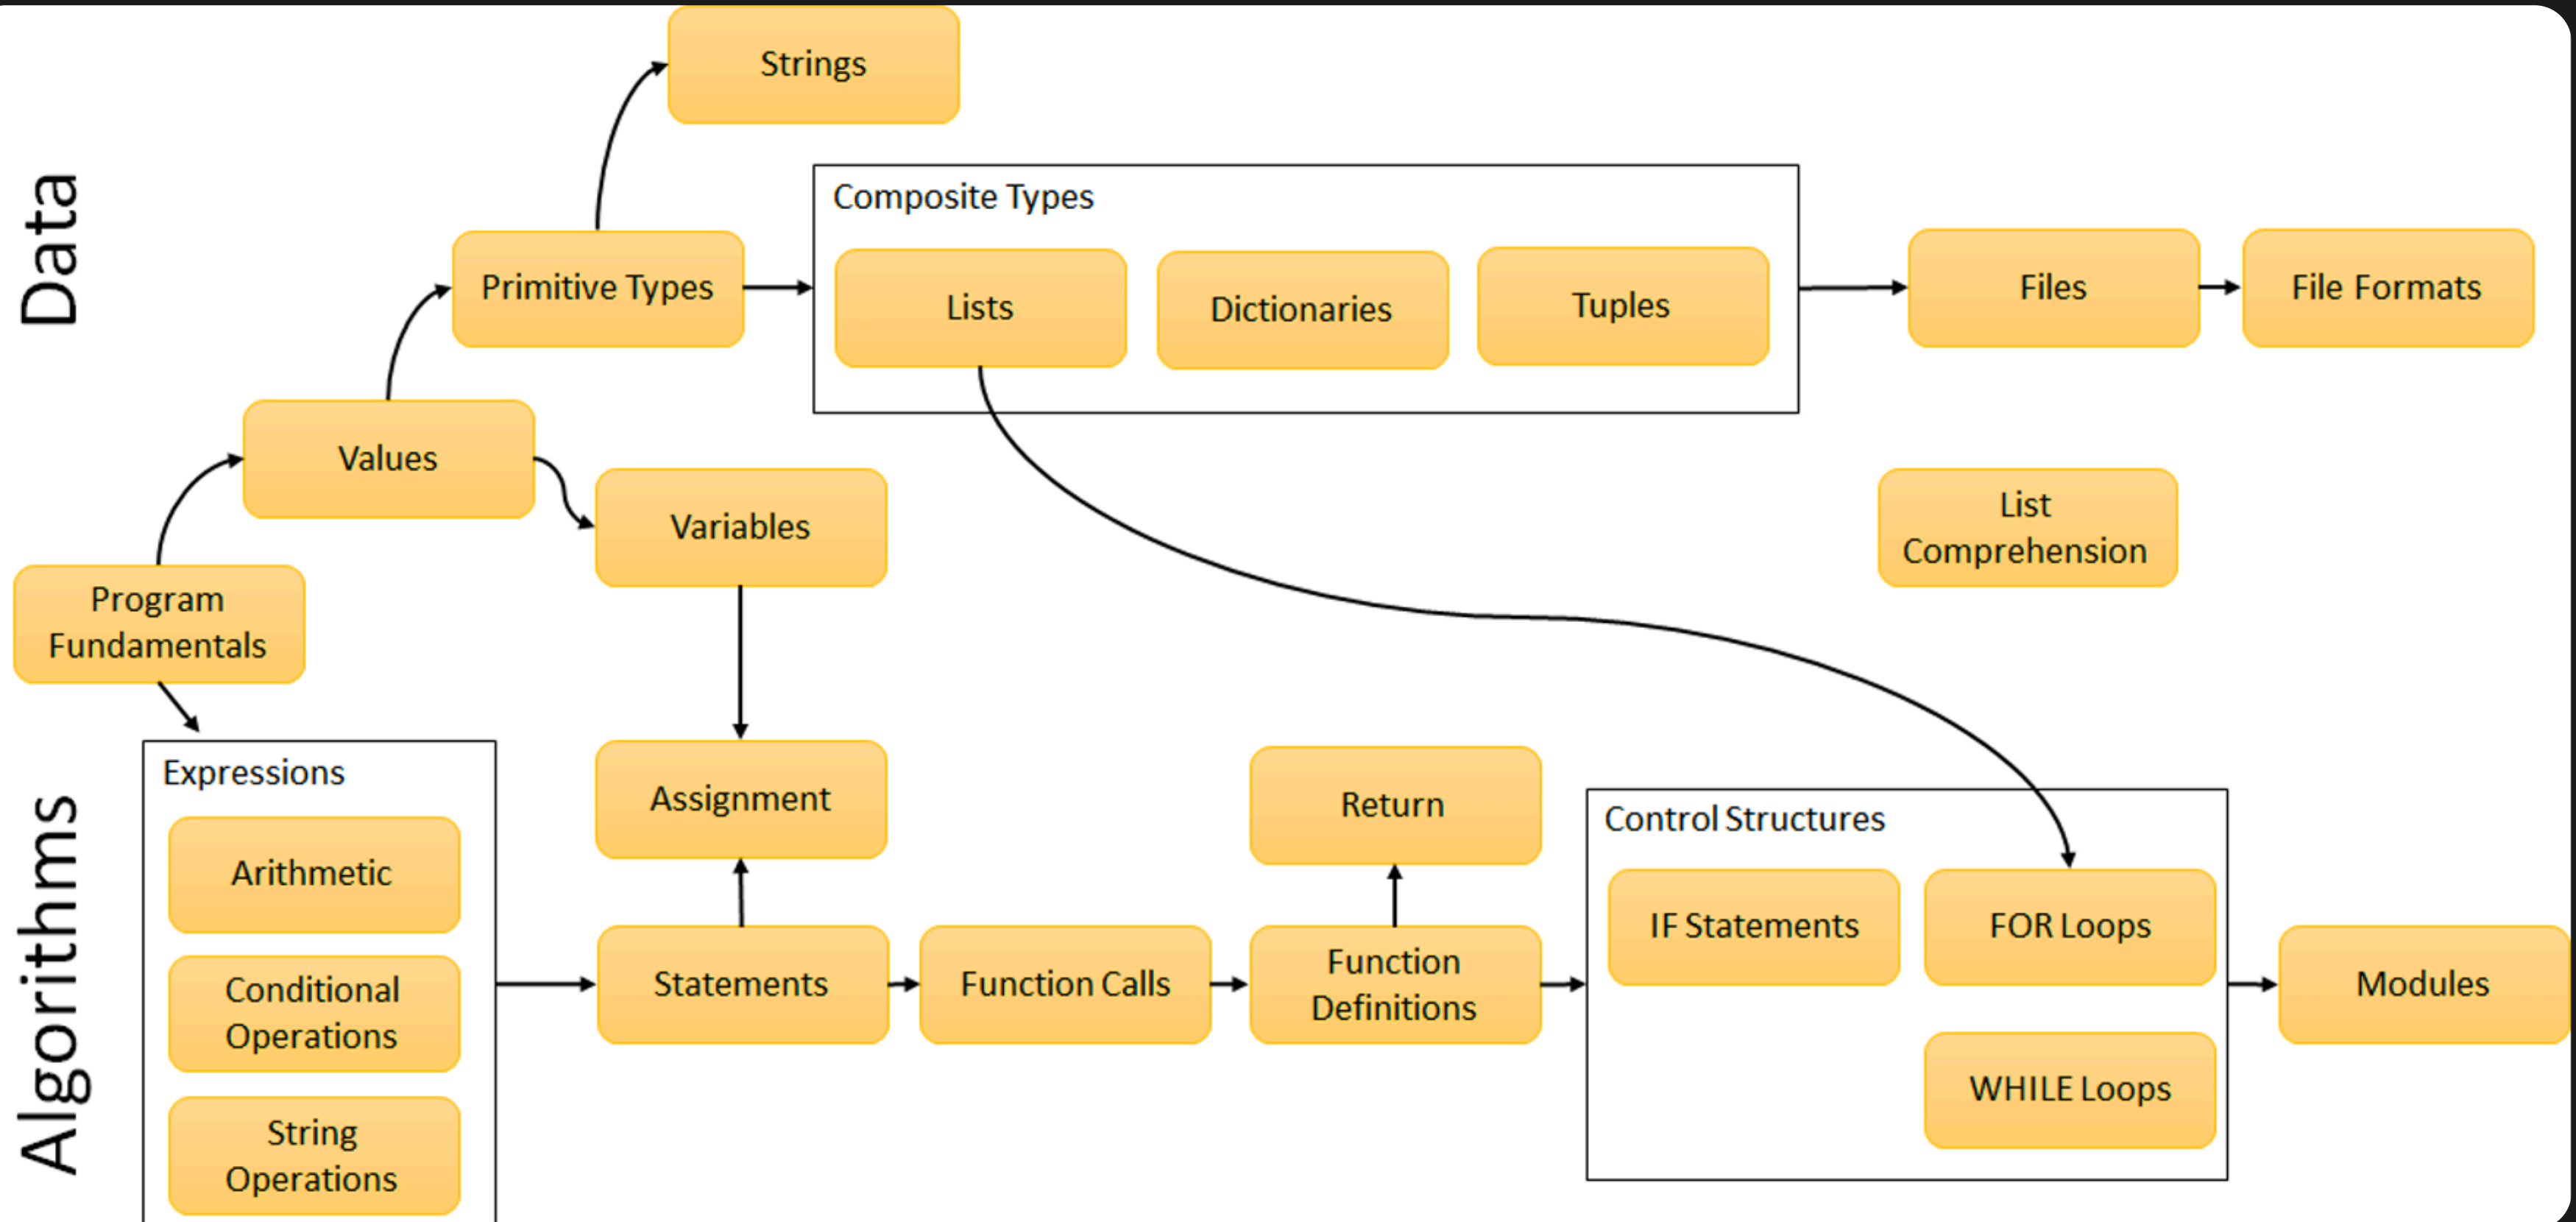 Data
Strings
Composite Types
Primitive Types
Lists
Dictionaries
Tuples
Files
File Formats
Values
Variables
List
Comprehension
Program
Fundamentals
Algorithms
Expressions
Arithmetic
Conditional
Operations
String
Operations
Assignment
Statements
Function Calls
Return
Function
Definitions
Control Structures
IF Statements
FOR Loops
WHILE Loops
Modules